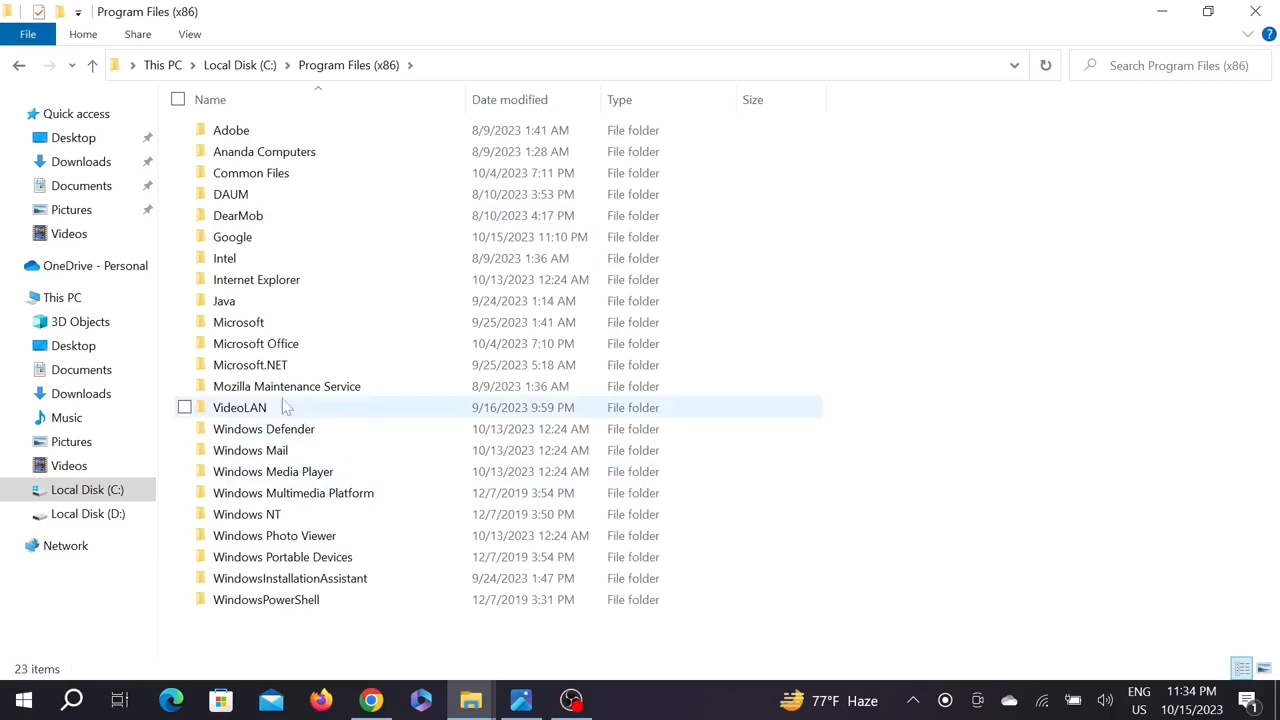 Program Files (x86)
File
Home
Share
View
This PC
Local Disk (C:)
Program Files (x86)
Search Program Files (x86)
Name
Date modified
Type
Size
Quick access
Desktop
Downloads
Documents
Pictures
Videos
OneDrive - Personal
This PC
3D Objects
Desktop
Documents
Downloads
Music
Pictures
Videos
Local Disk (C:)
Local Disk (D:)
Network
Adobe 8/9/2023 1:41 AM File folder
Ananda Computers 8/9/2023 1:28 AM File folder
Common Files 10/4/2023 7:11 PM File folder
DAUM 8/10/2023 3:53 PM File folder
DearMob 8/10/2023 4:17 PM File folder
Google 10/15/2023 11:10 PM File folder
Intel 8/9/2023 1:36 AM File folder
Internet Explorer 10/13/2023 12:24 AM File folder
Java 9/24/2023 1:14 AM File folder
Microsoft 9/25/2023 1:41 AM File folder
Microsoft Office 10/4/2023 7:10 PM File folder
Microsoft.NET 9/25/2023 5:18 AM File folder
Mozilla Maintenance Service 8/9/2023 1:36 AM File folder
VideoLAN 9/16/2023 9:59 PM File folder
Windows Defender 10/13/2023 12:24 AM File folder
Windows Mail 10/13/2023 12:24 AM File folder
Windows Media Player 10/13/2023 12:24 AM File folder
Windows Multimedia Platform 12/7/2019 3:54 PM File folder
Windows NT 12/7/2019 3:50 PM File folder
Windows Photo Viewer 10/13/2023 12:24 AM File folder
Windows Portable Devices 12/7/2019 3:54 PM File folder
WindowsInstallationAssistant 9/24/2023 1:47 PM File folder
WindowsPowerShell 12/7/2019 3:31 PM File folder
23 items
77°F Haze
ENG
US
11:34 PM
10/15/2023
1